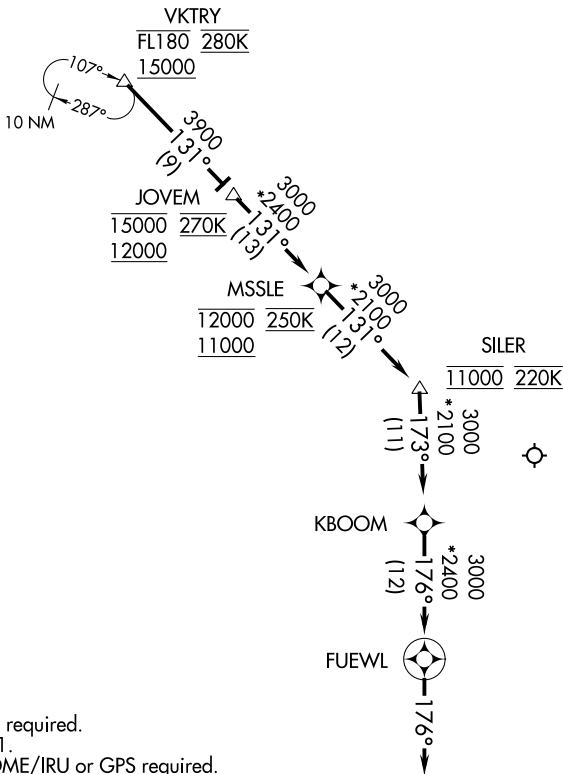 VKTRY
FL180 280K
15000
107°
287°
10 NM
3900
131°
(9)
JOVEM
15000 270K
12000
3000
*2400
131°
(13)
MSSLE
12000 250K
11000
3000
*2100
131°
(12)
SILER
11000 220K
3000
*2100
173°
(11)
KBOOM
3000
*2400
176°
(12)
FUEWL
176°
required.
1.
OME/IRU or GPS required.